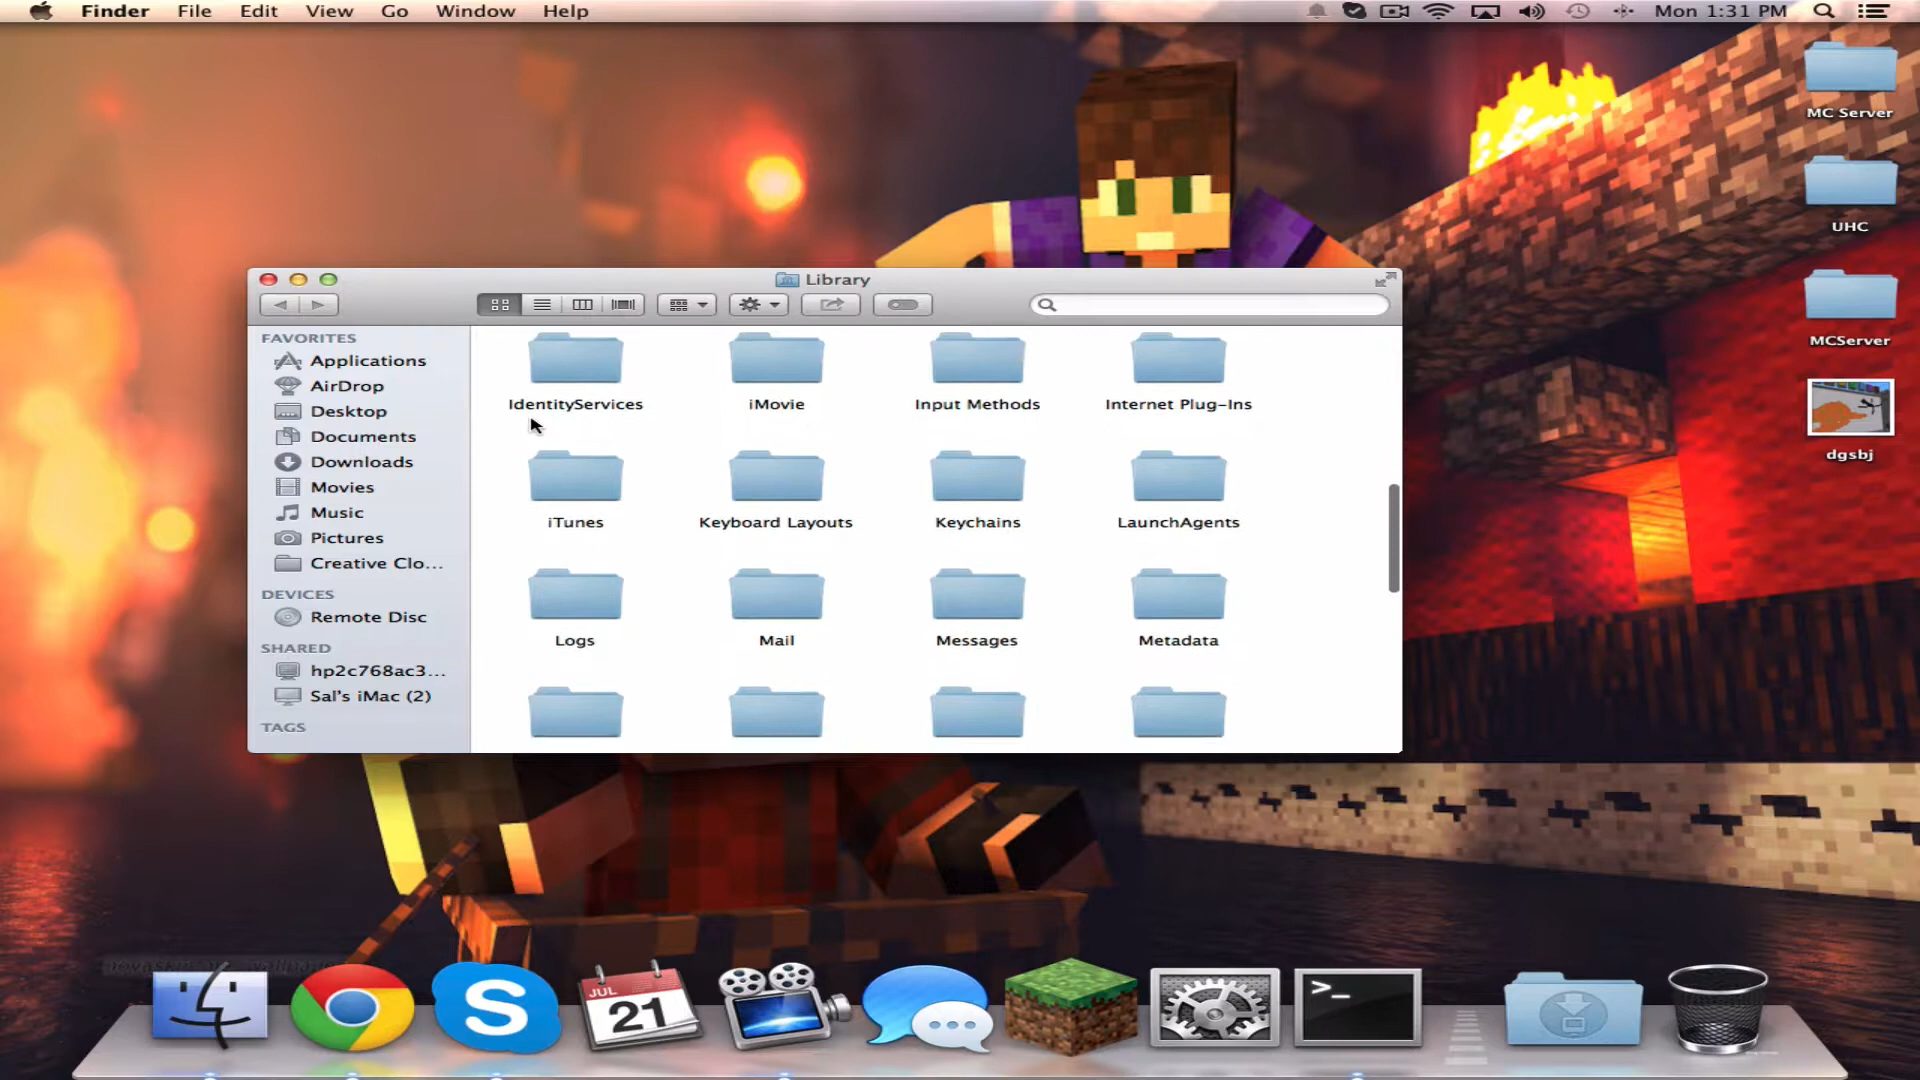 Finder File Edit View Go Window Help Mon 1:31 PM
MC Server
UHC
MCServer
dgsbj
Library
FAVORITES
Applications
AirDrop
Desktop
Documents
Downloads
Movies
Music
Pictures
Creative Clo...
DEVICES
Remote Disc
SHARED
hp2c768ac3...
Sal's iMac (2)
TAGS
IdentityServices iMovie Input Methods Internet Plug-Ins
iTunes Keyboard Layouts Keychains LaunchAgents
Logs Mail Messages Metadata
S
JUL
21
>_